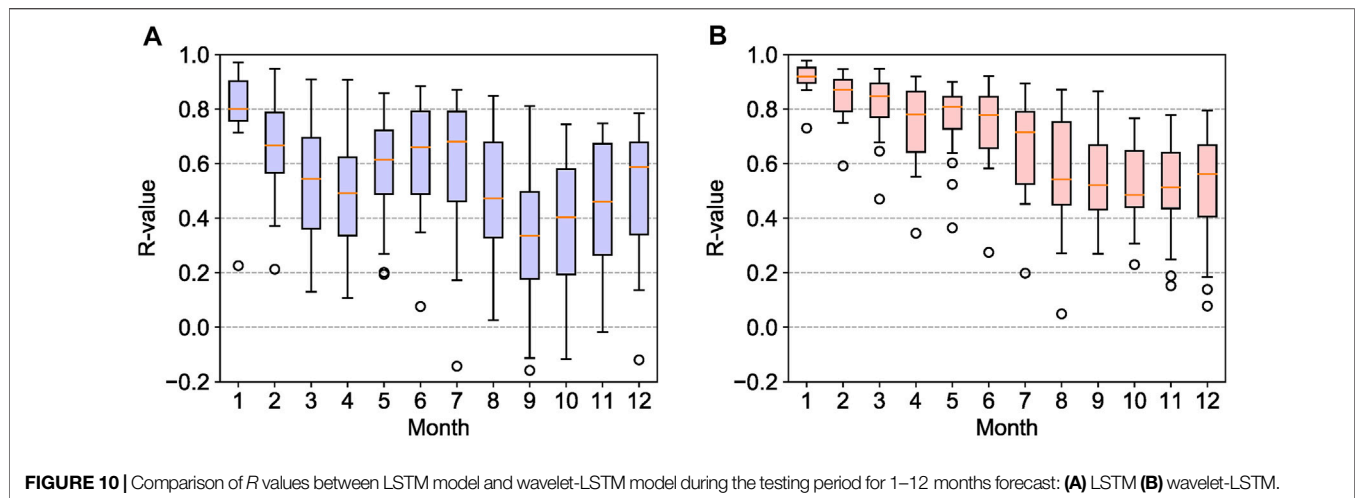 A
1.0
0.8
0.6
0.4
0.2
0.0
−0.2
R-value
1 2 3 4 5 6 7 8 9 10 11 12
Month
B
1.0
0.8
0.6
0.4
0.2
0.0
−0.2
R-value
1 2 3 4 5 6 7 8 9 10 11 12
Month
FIGURE 10 | Comparison of R values between LSTM model and wavelet-LSTM model during the testing period for 1–12 months forecast: (A) LSTM (B) wavelet-LSTM.